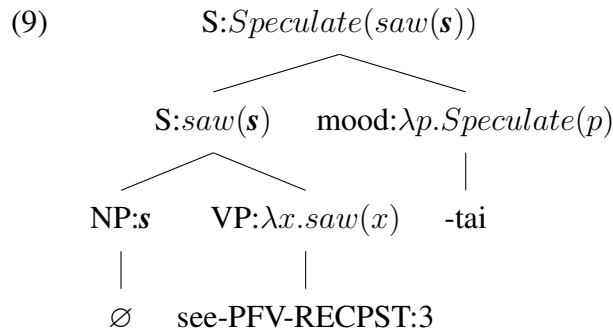 (9) S:Speculate(saw(s))
S:saw(s) mood:λp.Speculate(p)
NP:s VP:λx.saw(x) -tai
∅ see-PFV-RECPST:3